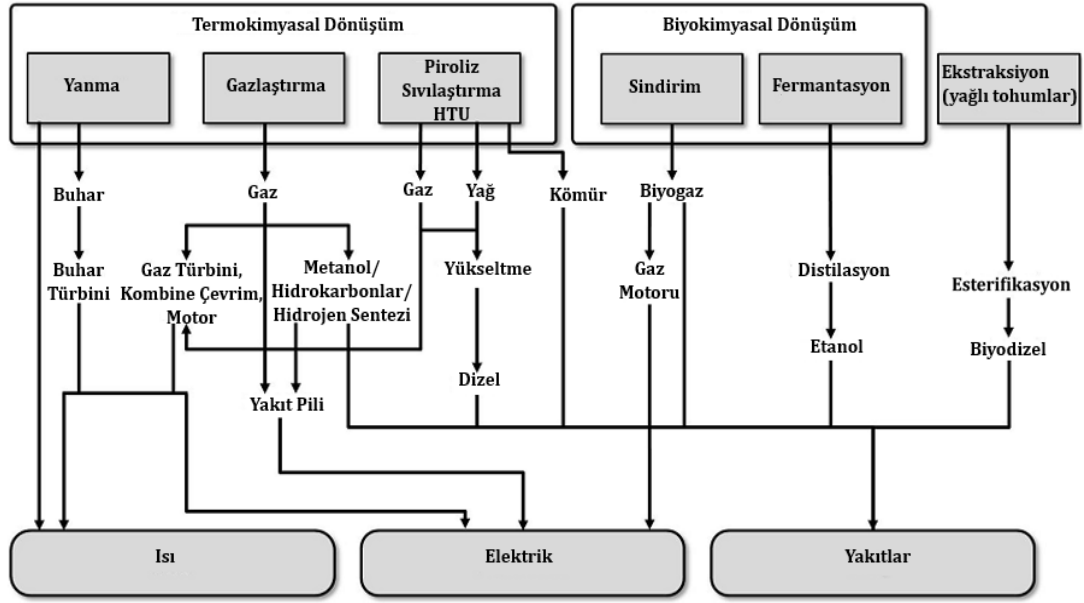 Termokimyasal Dönüşüm
Biyokimyasal Dönüşüm
Yanma
Gazlaştırma
Piroliz
Sıvılaştırma
HTU
Sindirim
Fermantasyon
Ekstraksiyon
(yağlı tohumlar)
Buhar
Gaz
Gaz
Yağ
Kömür
Biyogaz
Buhar
Türbini
Gaz Türbini,
Kombine Çevrim,
Motor
Metanol/
Hidrokarbonlar/
Hidrojen Sentezi
Yükseltme
Gaz
Motoru
Distilasyon
Esterifikasyon
Dizel
Etanol
Biyodizel
Yakıt Pili
Isı
Elektrik
Yakıtlar